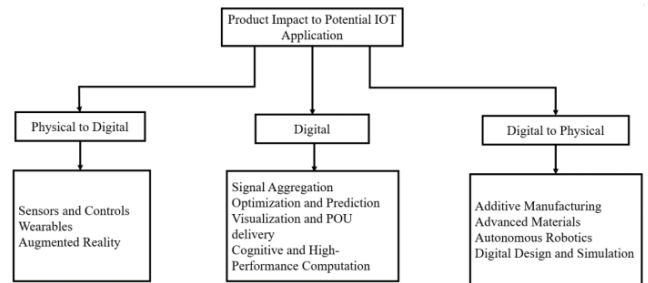 Product Impact to Potential IOT
Application
Physical to Digital
Digital
Digital to Physical
Sensors and Controls
Wearables
Augmented Reality
Signal Aggregation
Optimization and Prediction
Visualization and POU
delivery
Cognitive and High-
Performance Computation
Additive Manufacturing
Advanced Materials
Autonomous Robotics
Digital Design and Simulation